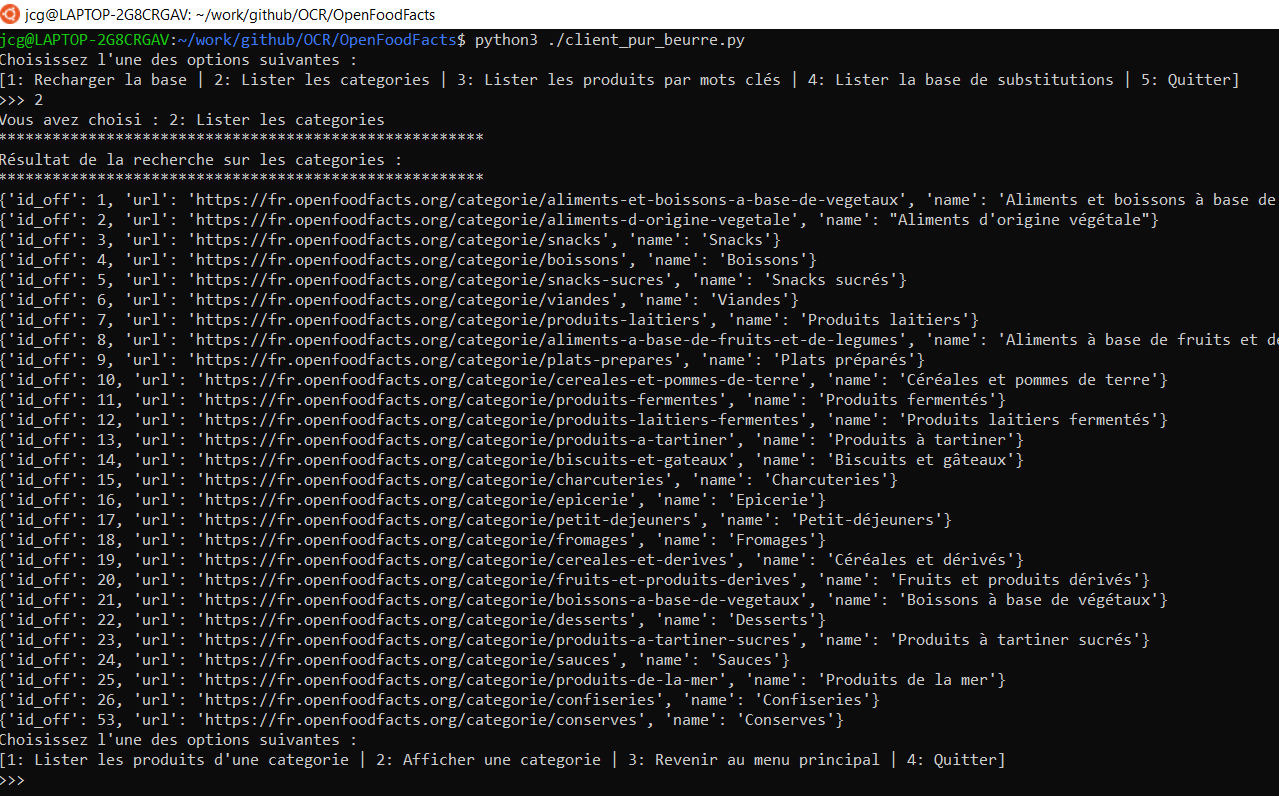 jcg@LAPTOP-2G8CRGAV: ~/work/github/OCR/OpenFoodFacts
jcg@LAPTOP-2G8CRGAV:~/work/github/OCR/OpenFoodFacts$ python3 ./client_pur_beurre.py
Choisissez l'une des options suivantes :
[1: Recharger la base | 2: Lister les categories | 3: Lister les produits par mots clés | 4: Lister la base de substitutions | 5: Quitter]
>>> 2
Vous avez choisi : 2: Lister les categories
******************************************************
Résultat de la recherche sur les categories :
******************************************************
{'id_off': 1, 'url': 'https://fr.openfoodfacts.org/categorie/aliments-et-boissons-a-base-de-vegetaux', 'name': 'Aliments et boissons à base de
{'id_off': 2, 'url': 'https://fr.openfoodfacts.org/categorie/aliments-d-origine-vegetale', 'name': "Aliments d'origine végétale"}
{'id_off': 3, 'url': 'https://fr.openfoodfacts.org/categorie/snacks', 'name': 'Snacks'}
{'id_off': 4, 'url': 'https://fr.openfoodfacts.org/categorie/boissons', 'name': 'Boissons'}
{'id_off': 5, 'url': 'https://fr.openfoodfacts.org/categorie/snacks-sucres', 'name': 'Snacks sucrés'}
{'id_off': 6, 'url': 'https://fr.openfoodfacts.org/categorie/viandes', 'name': 'Viandes'}
{'id_off': 7, 'url': 'https://fr.openfoodfacts.org/categorie/produits-laitiers', 'name': 'Produits laitiers'}
{'id_off': 8, 'url': 'https://fr.openfoodfacts.org/categorie/aliments-a-base-de-fruits-et-de-legumes', 'name': 'Aliments à base de fruits et de
{'id_off': 9, 'url': 'https://fr.openfoodfacts.org/categorie/plats-prepares', 'name': 'Plats préparés'}
{'id_off': 10, 'url': 'https://fr.openfoodfacts.org/categorie/cereales-et-pommes-de-terre', 'name': 'Céréales et pommes de terre'}
{'id_off': 11, 'url': 'https://fr.openfoodfacts.org/categorie/produits-fermentes', 'name': 'Produits fermentés'}
{'id_off': 12, 'url': 'https://fr.openfoodfacts.org/categorie/produits-laitiers-fermentes', 'name': 'Produits laitiers fermentés'}
{'id_off': 13, 'url': 'https://fr.openfoodfacts.org/categorie/produits-a-tartiner', 'name': 'Produits à tartiner'}
{'id_off': 14, 'url': 'https://fr.openfoodfacts.org/categorie/biscuits-et-gateaux', 'name': 'Biscuits et gâteaux'}
{'id_off': 15, 'url': 'https://fr.openfoodfacts.org/categorie/charcuteries', 'name': 'Charcuteries'}
{'id_off': 16, 'url': 'https://fr.openfoodfacts.org/categorie/epicerie', 'name': 'Epicerie'}
{'id_off': 17, 'url': 'https://fr.openfoodfacts.org/categorie/petit-dejeuners', 'name': 'Petit-déjeuners'}
{'id_off': 18, 'url': 'https://fr.openfoodfacts.org/categorie/fromages', 'name': 'Fromages'}
{'id_off': 19, 'url': 'https://fr.openfoodfacts.org/categorie/cereales-et-derives', 'name': 'Céréales et dérivés'}
{'id_off': 20, 'url': 'https://fr.openfoodfacts.org/categorie/fruits-et-produits-derives', 'name': 'Fruits et produits dérivés'}
{'id_off': 21, 'url': 'https://fr.openfoodfacts.org/categorie/boissons-a-base-de-vegetaux', 'name': 'Boissons à base de végétaux'}
{'id_off': 22, 'url': 'https://fr.openfoodfacts.org/categorie/desserts', 'name': 'Desserts'}
{'id_off': 23, 'url': 'https://fr.openfoodfacts.org/categorie/produits-a-tartiner-sucres', 'name': 'Produits à tartiner sucrés'}
{'id_off': 24, 'url': 'https://fr.openfoodfacts.org/categorie/sauces', 'name': 'Sauces'}
{'id_off': 25, 'url': 'https://fr.openfoodfacts.org/categorie/produits-de-la-mer', 'name': 'Produits de la mer'}
{'id_off': 26, 'url': 'https://fr.openfoodfacts.org/categorie/confiseries', 'name': 'Confiseries'}
{'id_off': 53, 'url': 'https://fr.openfoodfacts.org/categorie/conserves', 'name': 'Conserves'}
Choisissez l'une des options suivantes :
[1: Lister les produits d'une categorie | 2: Afficher une categorie | 3: Revenir au menu principal | 4: Quitter]
>>>